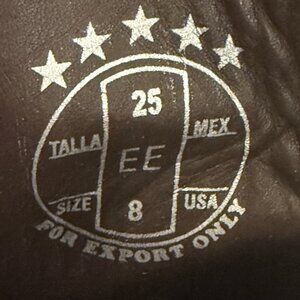 25
TALLA MEX
EE
SIZE USA
8
FOR EXPORT ONLY